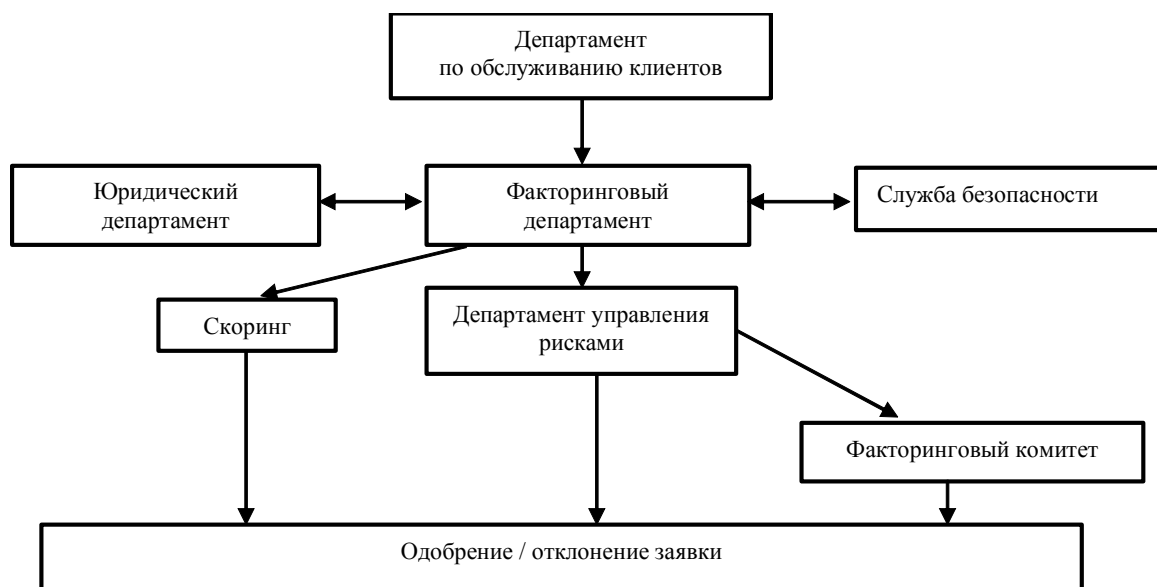 Департамент
по обслуживанию клиентов
Юридический
департамент
Факторинговый
департамент
Служба безопасности
Скоринг
Департамент управления
рисками
Факторинговый комитет
Одобрение / отклонение заявки